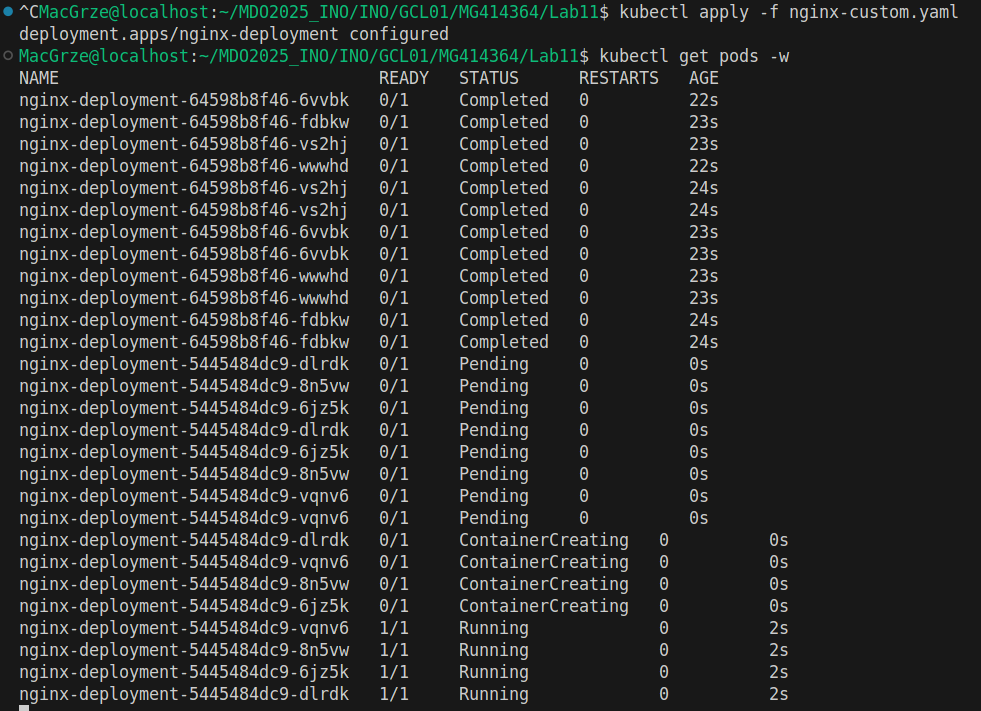 ^CMacGrze@localhost:~/MDO2025_INO/INO/GCL01/MG414364/Lab11$ kubectl apply -f nginx-custom.yaml
deployment.apps/nginx-deployment configured
MacGrze@localhost:~/MDO2025_INO/INO/GCL01/MG414364/Lab11$ kubectl get pods -w
NAME                                READY   STATUS      RESTARTS   AGE
nginx-deployment-64598b8f46-6vvbk   0/1     Completed   0          22s
nginx-deployment-64598b8f46-fdbkw   0/1     Completed   0          23s
nginx-deployment-64598b8f46-vs2hj   0/1     Completed   0          23s
nginx-deployment-64598b8f46-wwwhd   0/1     Completed   0          22s
nginx-deployment-64598b8f46-vs2hj   0/1     Completed   0          24s
nginx-deployment-64598b8f46-vs2hj   0/1     Completed   0          24s
nginx-deployment-64598b8f46-6vvbk   0/1     Completed   0          23s
nginx-deployment-64598b8f46-6vvbk   0/1     Completed   0          23s
nginx-deployment-64598b8f46-wwwhd   0/1     Completed   0          23s
nginx-deployment-64598b8f46-wwwhd   0/1     Completed   0          23s
nginx-deployment-64598b8f46-fdbkw   0/1     Completed   0          24s
nginx-deployment-64598b8f46-fdbkw   0/1     Completed   0          24s
nginx-deployment-5445484dc9-dlrdk   0/1     Pending     0          0s
nginx-deployment-5445484dc9-8n5vw   0/1     Pending     0          0s
nginx-deployment-5445484dc9-6jz5k   0/1     Pending     0          0s
nginx-deployment-5445484dc9-dlrdk   0/1     Pending     0          0s
nginx-deployment-5445484dc9-6jz5k   0/1     Pending     0          0s
nginx-deployment-5445484dc9-8n5vw   0/1     Pending     0          0s
nginx-deployment-5445484dc9-vqnv6   0/1     Pending     0          0s
nginx-deployment-5445484dc9-vqnv6   0/1     Pending     0          0s
nginx-deployment-5445484dc9-dlrdk   0/1     ContainerCreating   0          0s
nginx-deployment-5445484dc9-vqnv6   0/1     ContainerCreating   0          0s
nginx-deployment-5445484dc9-8n5vw   0/1     ContainerCreating   0          0s
nginx-deployment-5445484dc9-6jz5k   0/1     ContainerCreating   0          0s
nginx-deployment-5445484dc9-vqnv6   1/1     Running             0          2s
nginx-deployment-5445484dc9-8n5vw   1/1     Running             0          2s
nginx-deployment-5445484dc9-6jz5k   1/1     Running             0          2s
nginx-deployment-5445484dc9-dlrdk   1/1     Running             0          2s